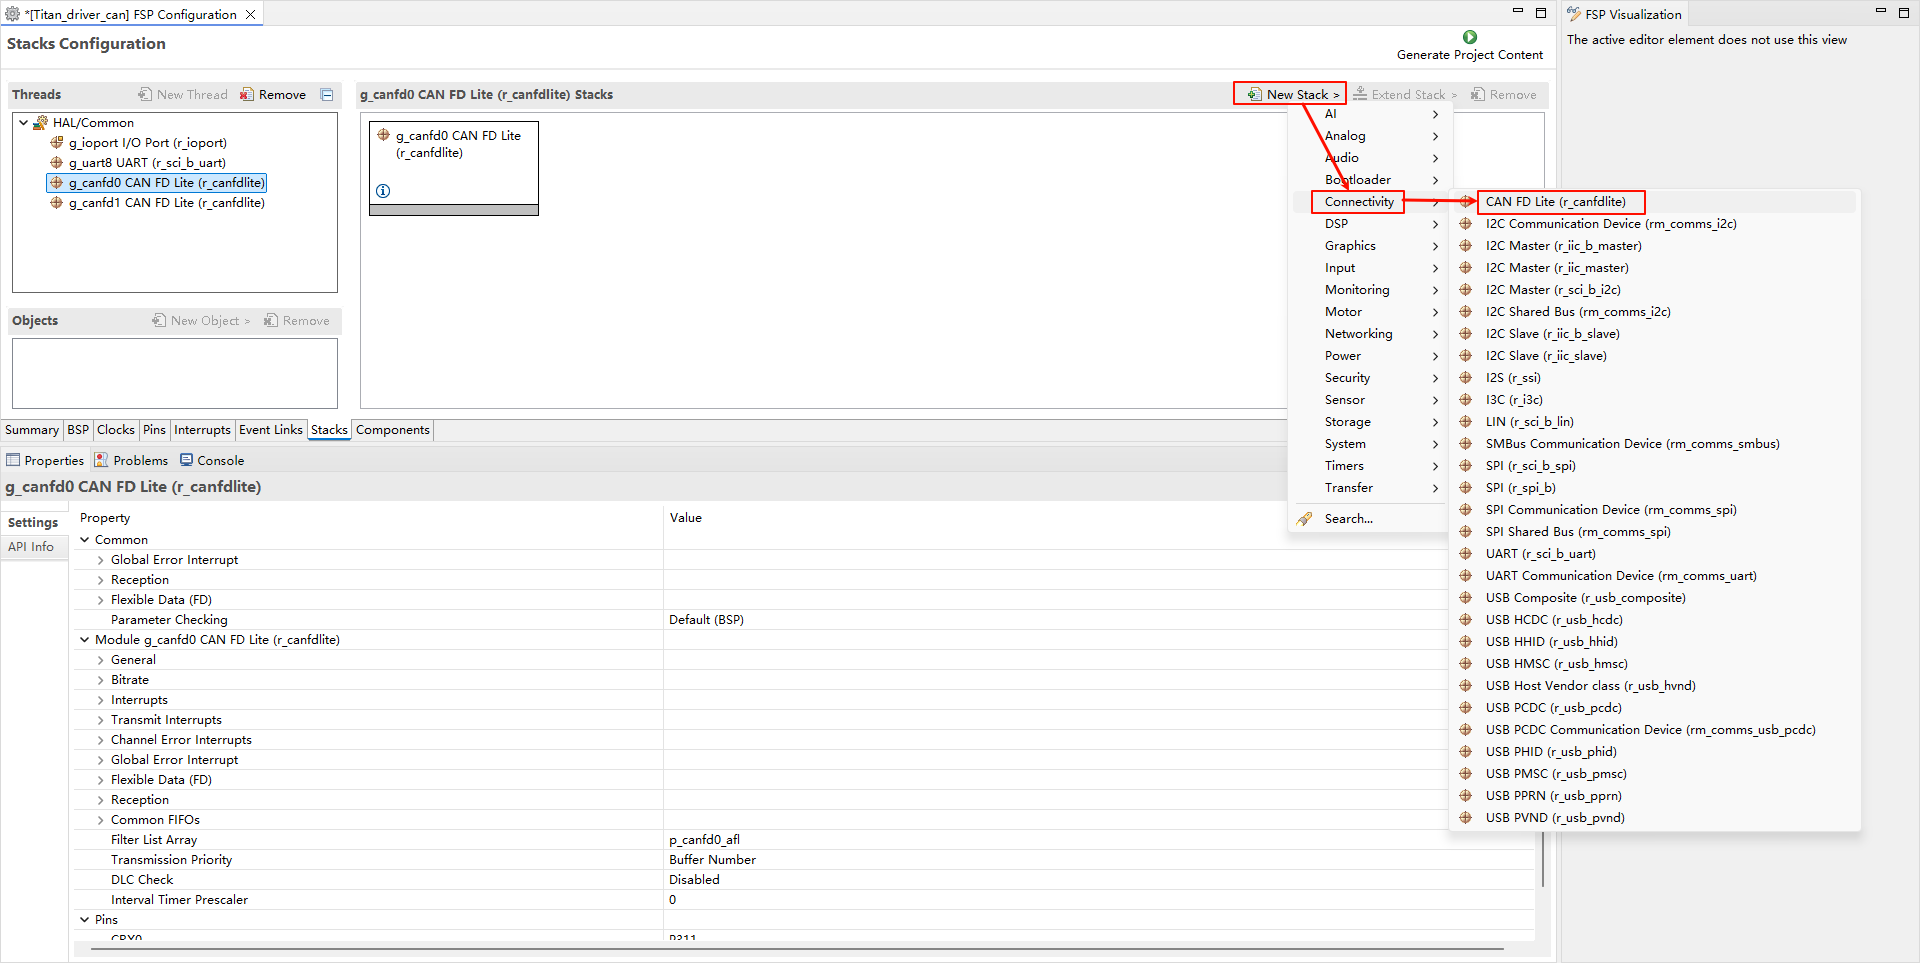 *[Titan_driver_can] FSP Configuration
FSP Visualization
The active editor element does not use this view
Stacks Configuration
Generate Project Content
Threads
New Thread
Remove
HAL/Common
g_ioport I/O Port (r_ioport)
g_uart8 UART (r_sci_b_uart)
g_canfd0 CAN FD Lite (r_canfdlite)
g_canfd1 CAN FD Lite (r_canfdlite)
Objects
New Object >
Remove
g_canfd0 CAN FD Lite (r_canfdlite) Stacks
New Stack >
Extend Stack >
Remove
g_canfd0 CAN FD Lite
(r_canfdlite)
AI
Analog
Audio
Bootloader
Connectivity
DSP
Graphics
Input
Monitoring
Motor
Networking
Power
Security
Sensor
Storage
System
Timers
Transfer
Search...
CAN FD Lite (r_canfdlite)
I2C Communication Device (rm_comms_i2c)
I2C Master (r_iic_b_master)
I2C Master (r_iic_master)
I2C Master (r_sci_b_i2c)
I2C Shared Bus (rm_comms_i2c)
I2C Slave (r_iic_b_slave)
I2C Slave (r_iic_slave)
I2S (r_ssi)
I3C (r_i3c)
LIN (r_sci_b_lin)
SMBus Communication Device (rm_comms_smbus)
SPI (r_sci_b_spi)
SPI (r_spi_b)
SPI Communication Device (rm_comms_spi)
SPI Shared Bus (rm_comms_spi)
UART (r_sci_b_uart)
UART Communication Device (rm_comms_uart)
USB Composite (r_usb_composite)
USB HCDC (r_usb_hcdc)
USB HHID (r_usb_hhid)
USB HMSC (r_usb_hmsc)
USB Host Vendor class (r_usb_hvnd)
USB PCDC (r_usb_pcdc)
USB PCDC Communication Device (rm_comms_usb_pcdc)
USB PHID (r_usb_phid)
USB PMSC (r_usb_pmsc)
USB PPRN (r_usb_pprn)
USB PVND (r_usb_pvnd)
Summary BSP Clocks Pins Interrupts Event Links Stacks Components
Properties Problems Console
g_canfd0 CAN FD Lite (r_canfdlite)
Settings
API Info
Property Value
Common
Global Error Interrupt
Reception
Flexible Data (FD)
Parameter Checking Default (BSP)
Module g_canfd0 CAN FD Lite (r_canfdlite)
General
Bitrate
Interrupts
Transmit Interrupts
Channel Error Interrupts
Global Error Interrupt
Flexible Data (FD)
Reception
Common FIFOs
Filter List Array p_canfd0_afl
Transmission Priority Buffer Number
DLC Check Disabled
Interval Timer Prescaler 0
Pins
CRX0 P311